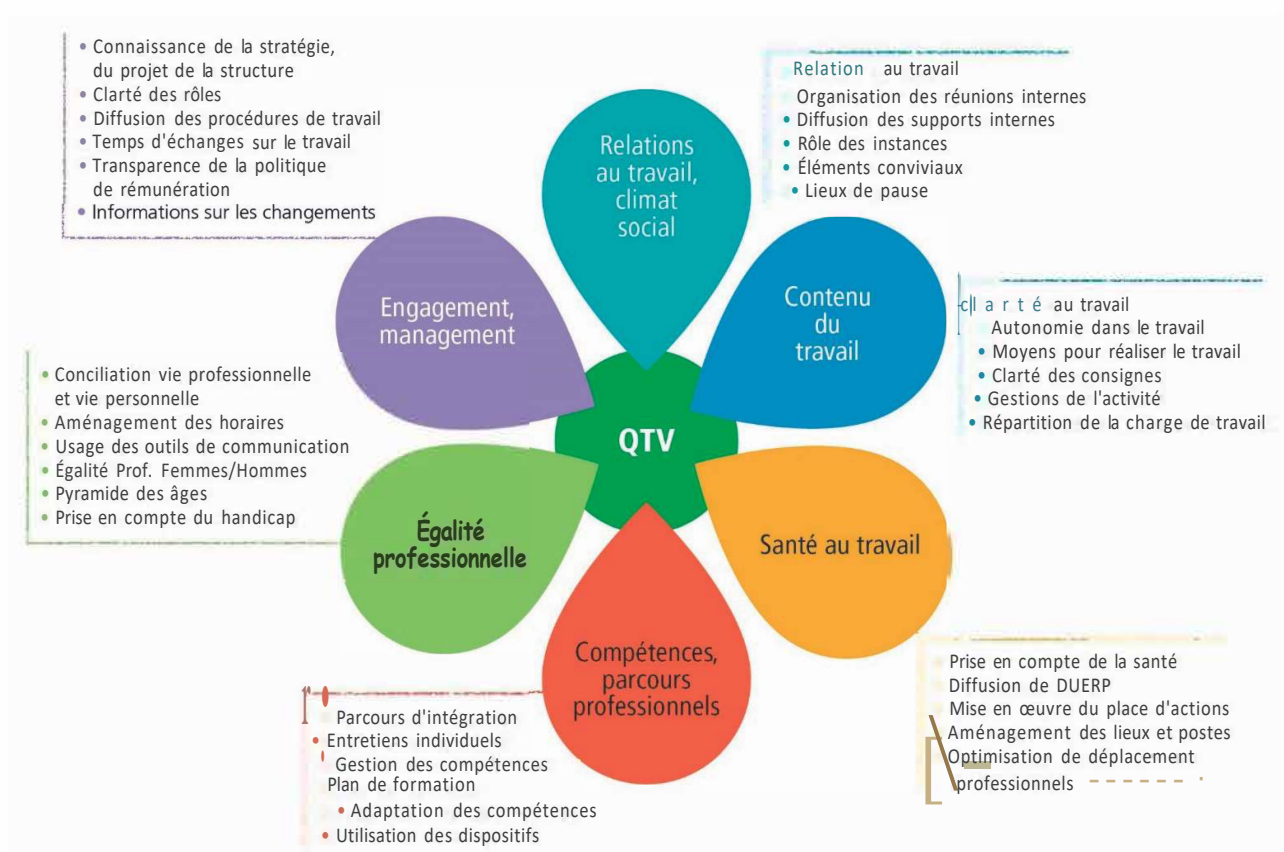 • Connaissance de la stratégie,
du projet de la structure
• Clarté des rôles
• Diffusion des procédures de travail
• Temps d'échanges sur le travail
• Transparence de la politique
de rémunération
• Informations sur les changements
Relation au travail
Organisation des réunions internes
• Diffusion des supports internes
• Rôle des instances
• Éléments conviviaux
• Lieux de pause
Relations
au travail,
climat
social
Engagement,
management
Contenu
du
travail
clarté au travail
Autonomie dans le travail
• Moyens pour réaliser le travail
• Clarté des consignes
• Gestions de l'activité
• Répartition de la charge de travail
• Conciliation vie professionnelle
et vie personnelle
• Aménagement des horaires
• Usage des outils de communication
• Égalité Prof. Femmes/Hommes
• Pyramide des âges
• Prise en compte du handicap
QTV
Égalité
professionnelle
Santé au travail
Compétences,
parcours
professionnels
Prise en compte de la santé
Diffusion de DUERP
Mise en œuvre du place d'actions
Aménagement des lieux et postes
Optimisation de déplacement
professionnels
Parcours d'intégration
• Entretiens individuels
Gestion des compétences
Plan de formation
• Adaptation des compétences
• Utilisation des dispositifs